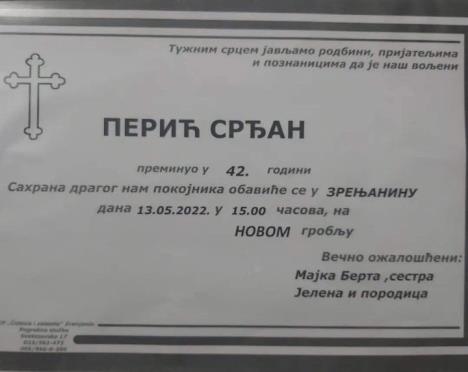 Тужним срцем јављамо родбини, пријатељима
и познаницима да је наш вољени
ПЕРИЋ СРЂАН
преминуо у 42. години
Сахрана драгог нам покојника обавиће се у ЗРЕЊАНИНУ
дана 13.05.2022. у 15.00 часова, на
НОВОМ гробљу
Вечно ожалошћени:
Мајка Берта ,сестра
Јелена и породица
Pogrebne usluge